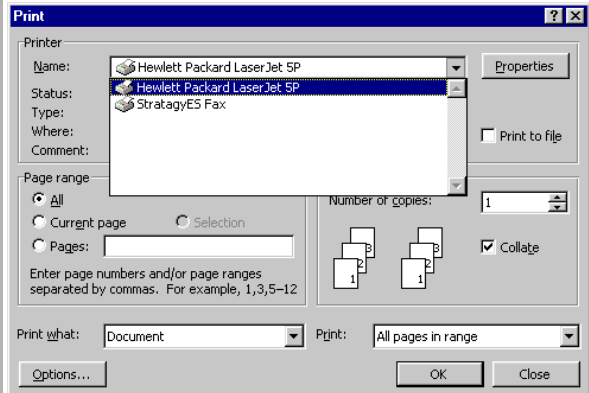 Print
Printer
Name:
Hewlett Packard LaserJet 5P
Properties
Hewlett Packard LaserJet 5P
StratagyES Fax
Status:
Type:
Where:
Comment:
Print to file
Page range
All
Current page
Selection
Pages:
Enter page numbers and/or page ranges
separated by commas. For example, 1,3,5–12
Number of copies:
1
1 2 3
1 2 3
Collate
Print what:
Document
Print:
All pages in range
Options...
OK
Close